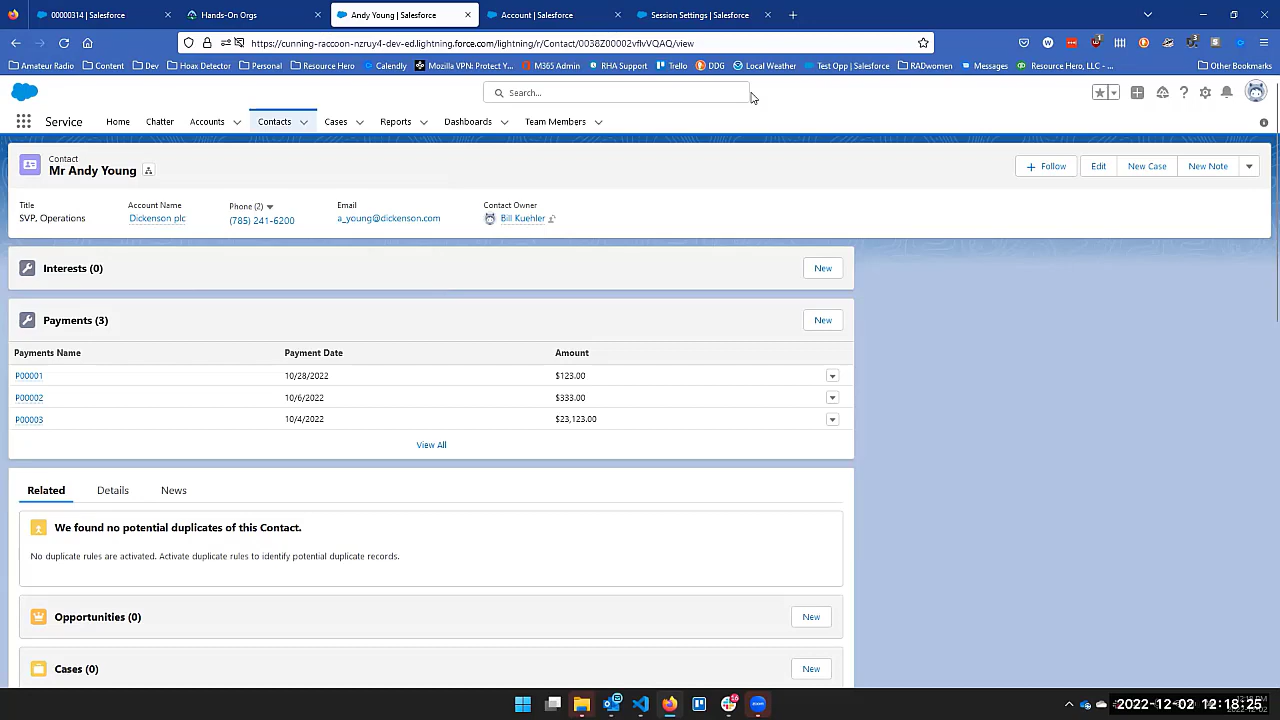 00000314 | Salesforce
Hands-On Orgs
Andy Young | Salesforce
Account | Salesforce
Session Settings | Salesforce
https://cunning-raccoon-nzruy4-dev-ed.lightning.force.com/lightning/r/Contact/0038Z00002vflvVQAQ/view
Amateur Radio Content Dev Hoax Detector Personal Resource Hero Calendly Mozilla VPN: Protect Y... M365 Admin RHA Support Trello DDG Local Weather Test Opp | Salesforce RADwomen Messages Resource Hero, LLC - ... Other Bookmarks
Search...
Service Home Chatter Accounts Contacts Cases Reports Dashboards Team Members
Contact
Mr Andy Young
Follow Edit New Case New Note
Title Account Name Phone (2) Email Contact Owner
SVP, Operations Dickenson plc (785) 241-6200 a_young@dickenson.com Bill Kuehler
Interests (0) New
Payments (3) New
Payments Name Payment Date Amount
P00001 10/28/2022 $123.00
P00002 10/6/2022 $333.00
P00003 10/4/2022 $23,123.00
View All
Related Details News
We found no potential duplicates of this Contact.
No duplicate rules are activated. Activate duplicate rules to identify potential duplicate records.
Opportunities (0) New
Cases (0) New
2022-12-02 12:18:25